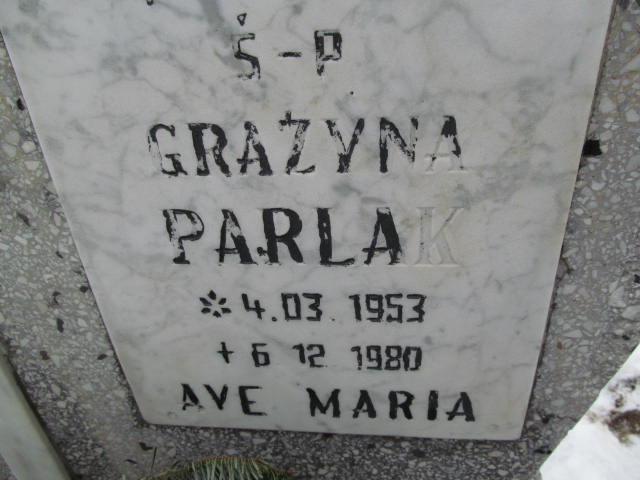 Ś-P
GRAŻYNA
PARLAK
* 4.03 1953
+ 6 12 1980
AVE MARIA